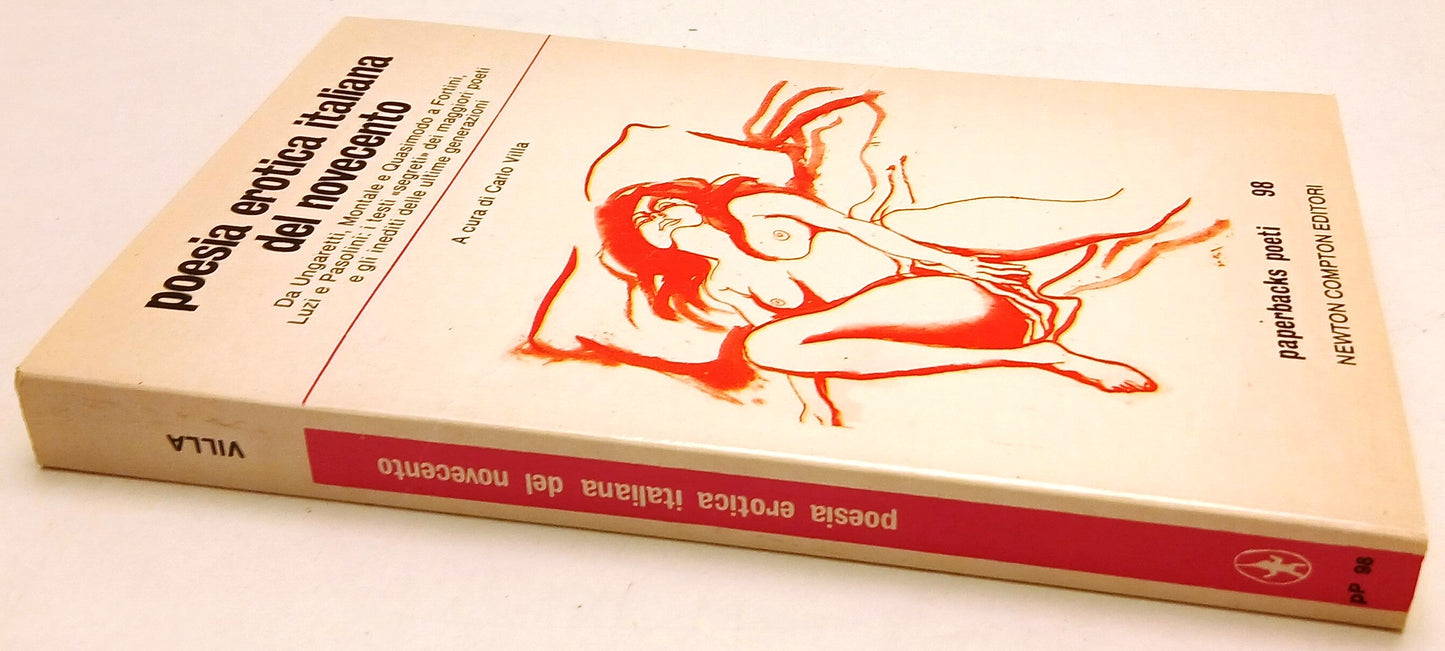 poesia erotica italiana
del novecento
Da Ungaretti, Montale e Quasimodo a Fortini,
Luzi e Pasolini: i testi «segreti» dei maggiori poeti
e gli inediti delle ultime generazioni
A cura di Carlo Villa
paperbacks poeti 98
NEWTON COMPTON EDITORI
VILLA
poesia erotica italiana del novecento
pP 98